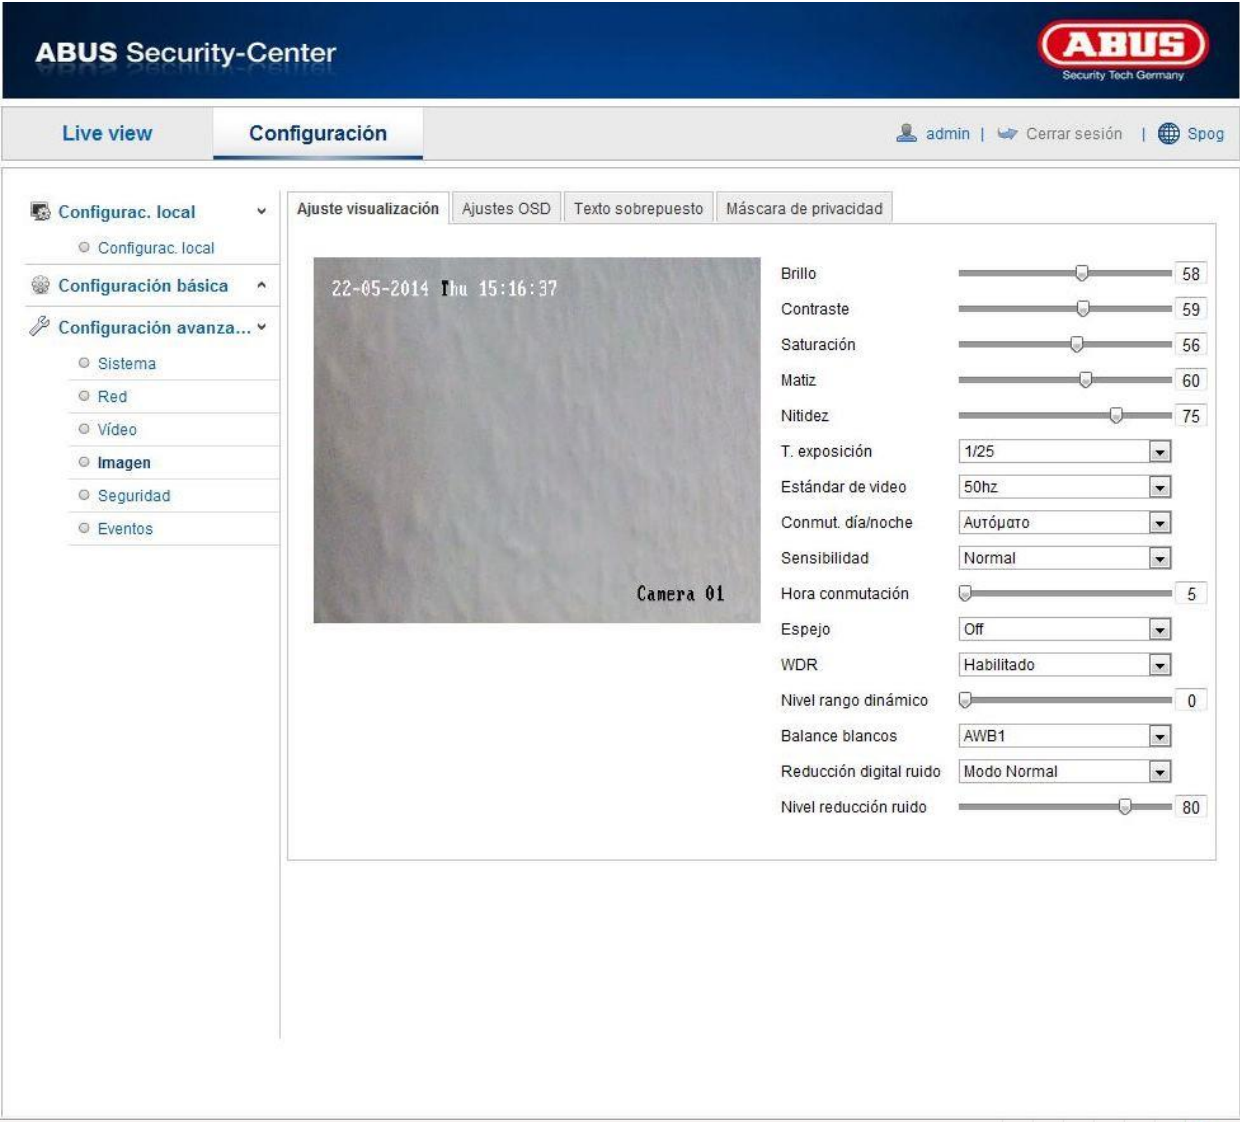 ABUS Security-Center
ABUS
Security Tech Germany
Live view
Configuración
admin | Cerrar sesión | Spog
Configurac. local
Configurac. local
Configuración básica
Configuración avanza...
Sistema
Red
Vídeo
Imagen
Seguridad
Eventos
Ajuste visualización
Ajustes OSD
Texto sobrepuesto
Máscara de privacidad
22-05-2014 Thu 15:16:37
Camera 01
Brillo 58
Contraste 59
Saturación 56
Matiz 60
Nitidez 75
T. exposición 1/25
Estándar de video 50hz
Conmut. día/noche Αυτόματο
Sensibilidad Normal
Hora conmutación 5
Espejo Off
WDR Habilitado
Nivel rango dinámico 0
Balance blancos AWB1
Reducción digital ruido Modo Normal
Nivel reducción ruido 80